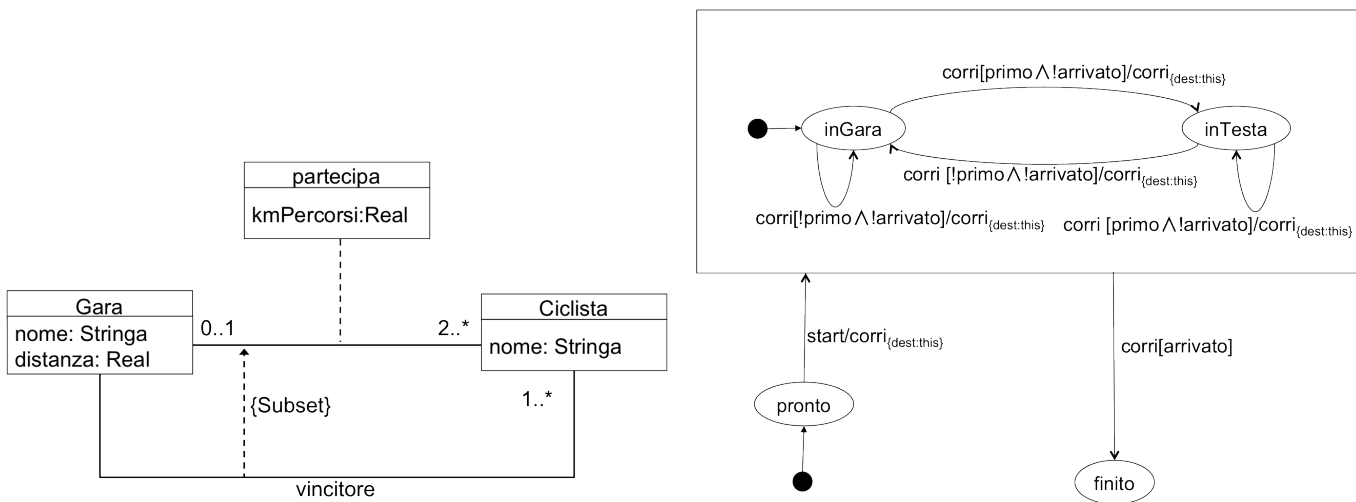 partecipa
kmPercorsi:Real
Gara
nome: Stringa
distanza: Real
0..1
2..*
Ciclista
nome: Stringa
1..*
{Subset}
vincitore
corri[primo∧!arrivato]/corri{dest:this}
inGara
inTesta
corri [!primo∧!arrivato]/corri{dest:this}
corri[!primo∧!arrivato]/corri{dest:this}
corri [primo∧!arrivato]/corri{dest:this}
start/corri{dest:this}
corri[arrivato]
pronto
finito